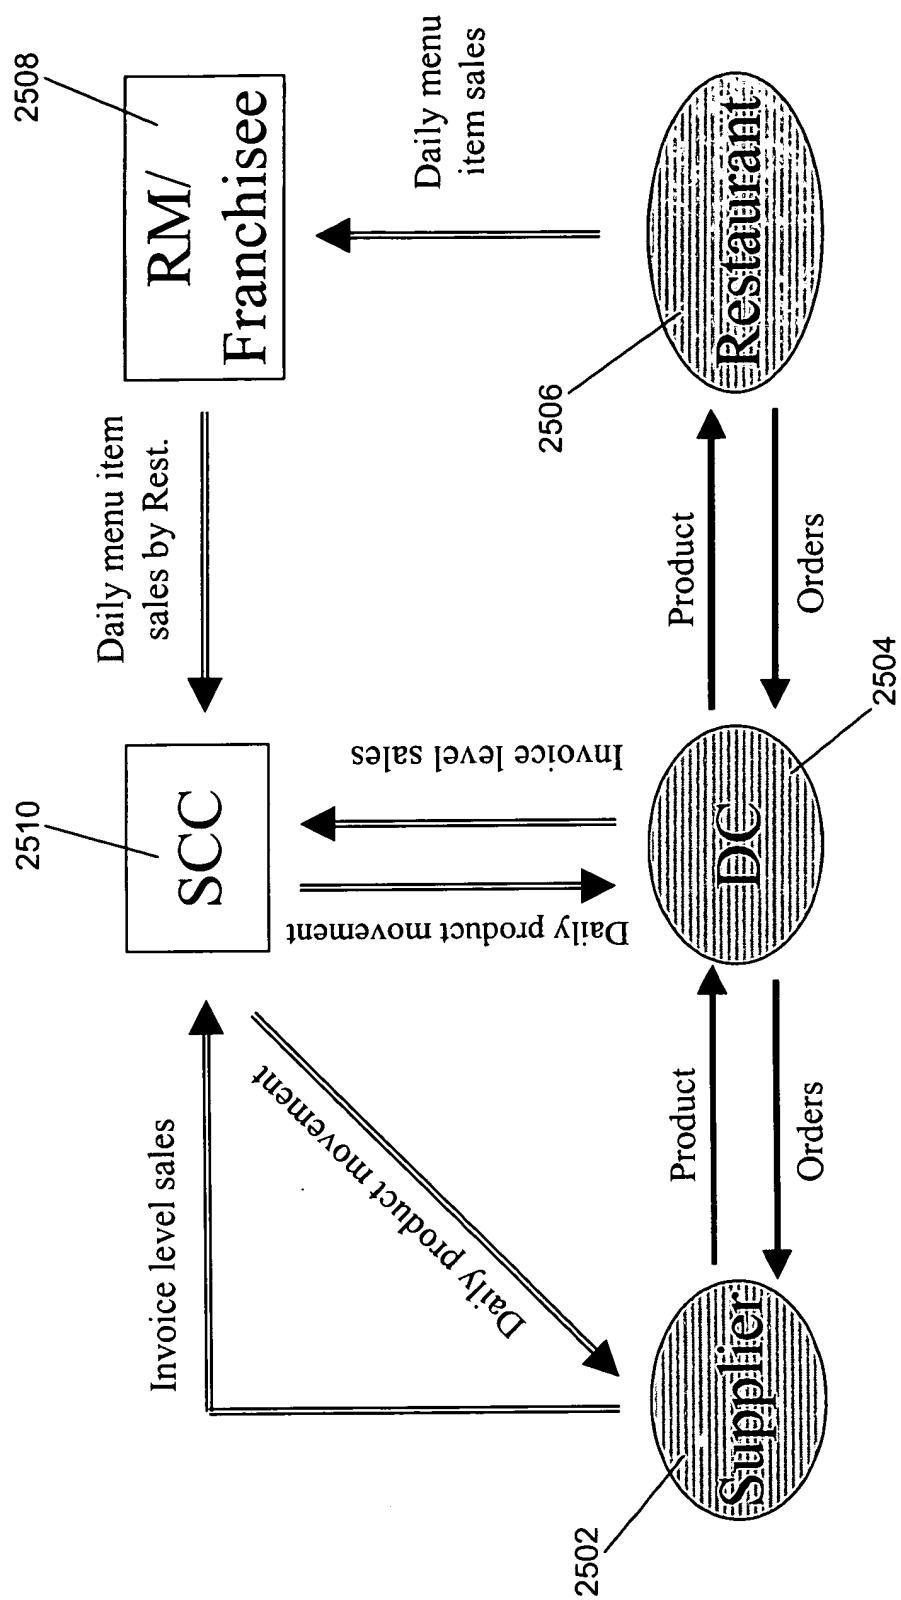 2510
2508
Invoice level sales
Daily menu item
sales by Rest.
SCC
RM/
Franchisee
Daily product movement
Daily product movement
Invoice level sales
Daily menu
item sales
Product
Product
2506
Supplier
DC
Restaurant
Orders
Orders
2502
2504